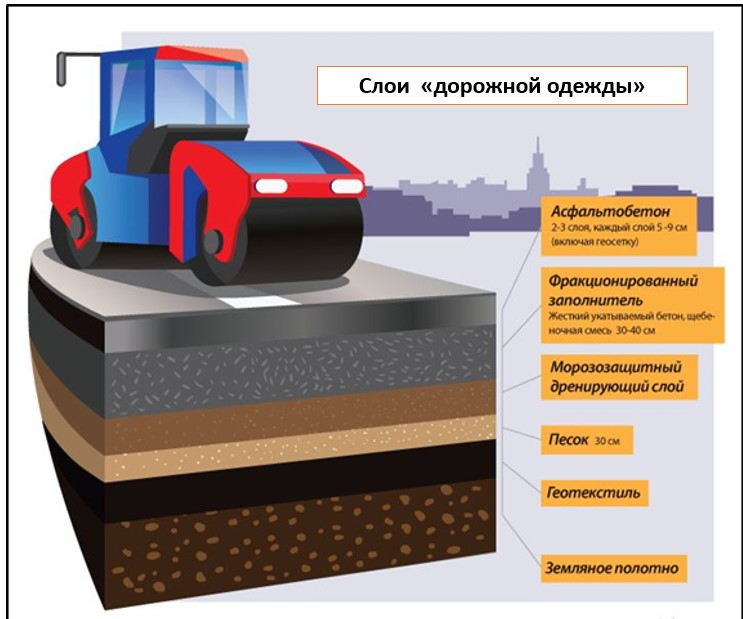 Слои «дорожной одежды»
Асфальтобетон
2-3 слоя, каждый слой 5 -9 см
(включая геосетку)
Фракционированный
заполнитель
Жесткий укатываемый бетон, щебе-
ночная смесь 30-40 см
Морозозащитный
дренирующий слой
Песок 30 см
Геотекстиль
Земляное полотно